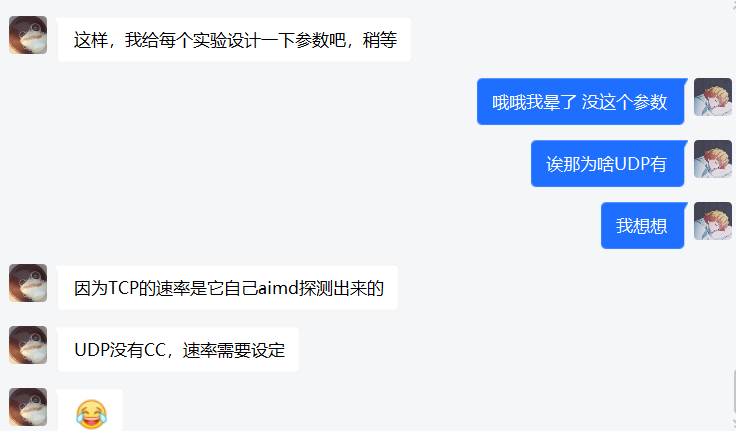 这样，我给每个实验设计一下参数吧，稍等
哦哦我晕了 没这个参数
诶那为啥UDP有
我想想
因为TCP的速率是它自己aimd探测出来的
UDP没有CC，速率需要设定